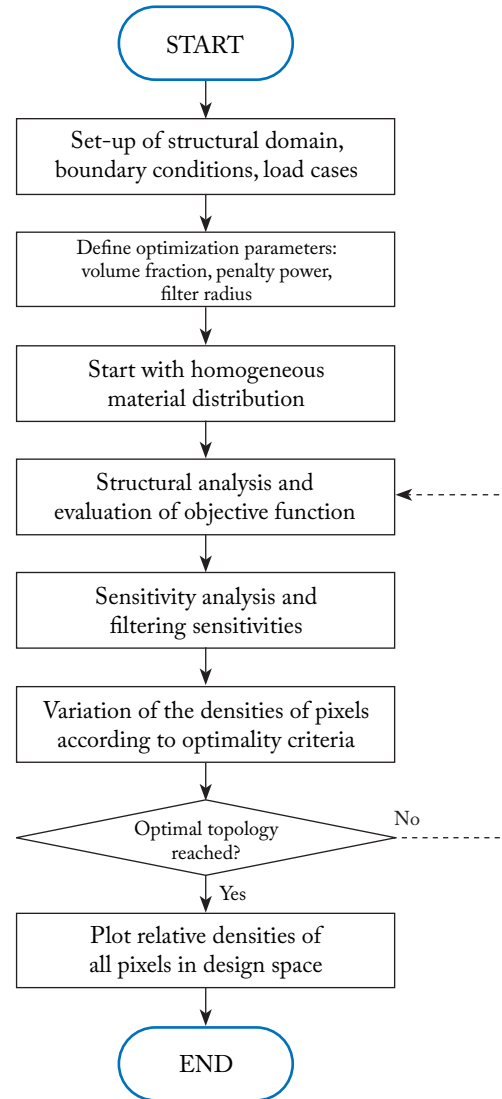 START
Set-up of structural domain,
boundary conditions, load cases
Define optimization parameters:
volume fraction, penalty power,
filter radius
Start with homogeneous
material distribution
Structural analysis and
evaluation of objective function
Sensitivity analysis and
filtering sensitivities
Variation of the densities of pixels
according to optimality criteria
Optimal topology
reached?
No
Yes
Plot relative densities of
all pixels in design space
END